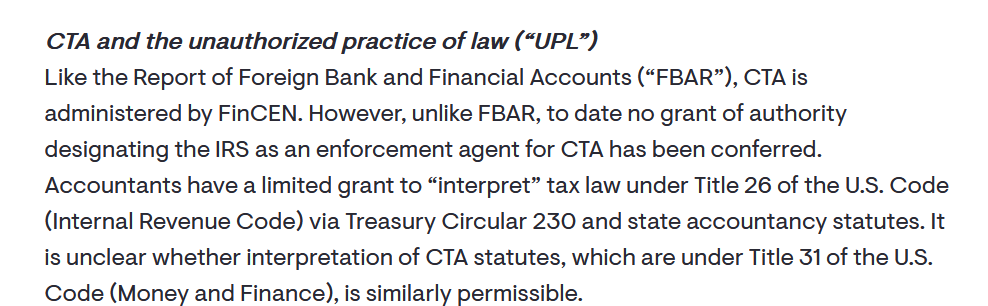 CTA and the unauthorized practice of law (“UPL”)
Like the Report of Foreign Bank and Financial Accounts (“FBAR”), CTA is
administered by FinCEN. However, unlike FBAR, to date no grant of authority
designating the IRS as an enforcement agent for CTA has been conferred.
Accountants have a limited grant to “interpret” tax law under Title 26 of the U.S. Code
(Internal Revenue Code) via Treasury Circular 230 and state accountancy statutes. It
is unclear whether interpretation of CTA statutes, which are under Title 31 of the U.S.
Code (Money and Finance), is similarly permissible.